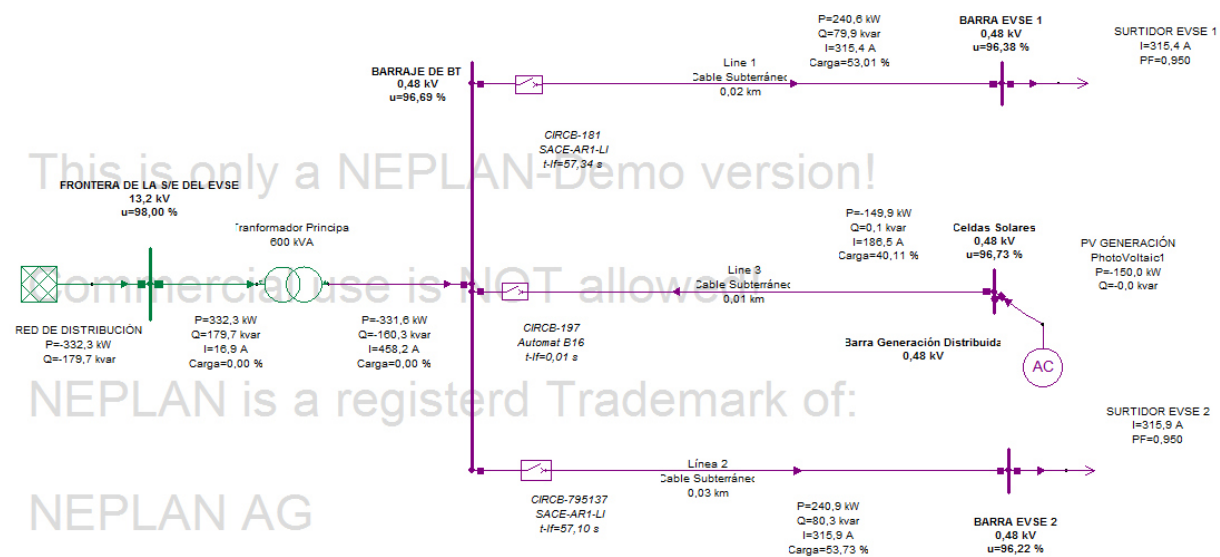 P=240,6 kW
Q=79,9 kvar
I=315,4 A
Carga=53,01 %
BARRA EVSE 1
0,48 kV
u=96,38 %
SURTIDOR EVSE 1
I=315,4 A
PF=0,950
BARRAJE DE BT
0,48 kV
u=96,69 %
Line 1
Cable Subterráneo
0,02 km
CIRCB-181
SACE-AR1-LI
t-If=57,34 s
This is only a NEPLAN-Demo version!
FRONTERA DE LA S/E DEL EVSE
13,2 kV
u=98,00 %
Tranformador Principa
600 kVA
P=-149,9 kW
Q=0,1 kvar
I=186,5 A
Carga=40,11 %
Celdas Solares
0,48 kV
u=96,73 %
PV GENERACIÓN
PhotoVoltaic1
P=-150,0 kW
Q=-0,0 kvar
Commercial use is NOT allowed!
Line 3
Cable Subterráneo
0,01 km
RED DE DISTRIBUCIÓN
P=-332,3 kW
Q=-179,7 kvar
P=332,3 kW
Q=179,7 kvar
I=16,9 A
Carga=0,00 %
P=-331,6 kW
Q=-160,3 kvar
I=458,2 A
Carga=0,00 %
CIRCB-197
Automat B16
t-If=0,01 s
Barra Generación Distribuida
0,48 kV
AC
NEPLAN is a registerd Trademark of:
SURTIDOR EVSE 2
I=315,9 A
PF=0,950
Línea 2
Cable Subterráneo
0,03 km
CIRCB-795137
SACE-AR1-LI
t-If=57,10 s
P=240,9 kW
Q=80,3 kvar
I=315,9 A
Carga=53,73 %
BARRA EVSE 2
0,48 kV
u=96,22 %
NEPLAN AG